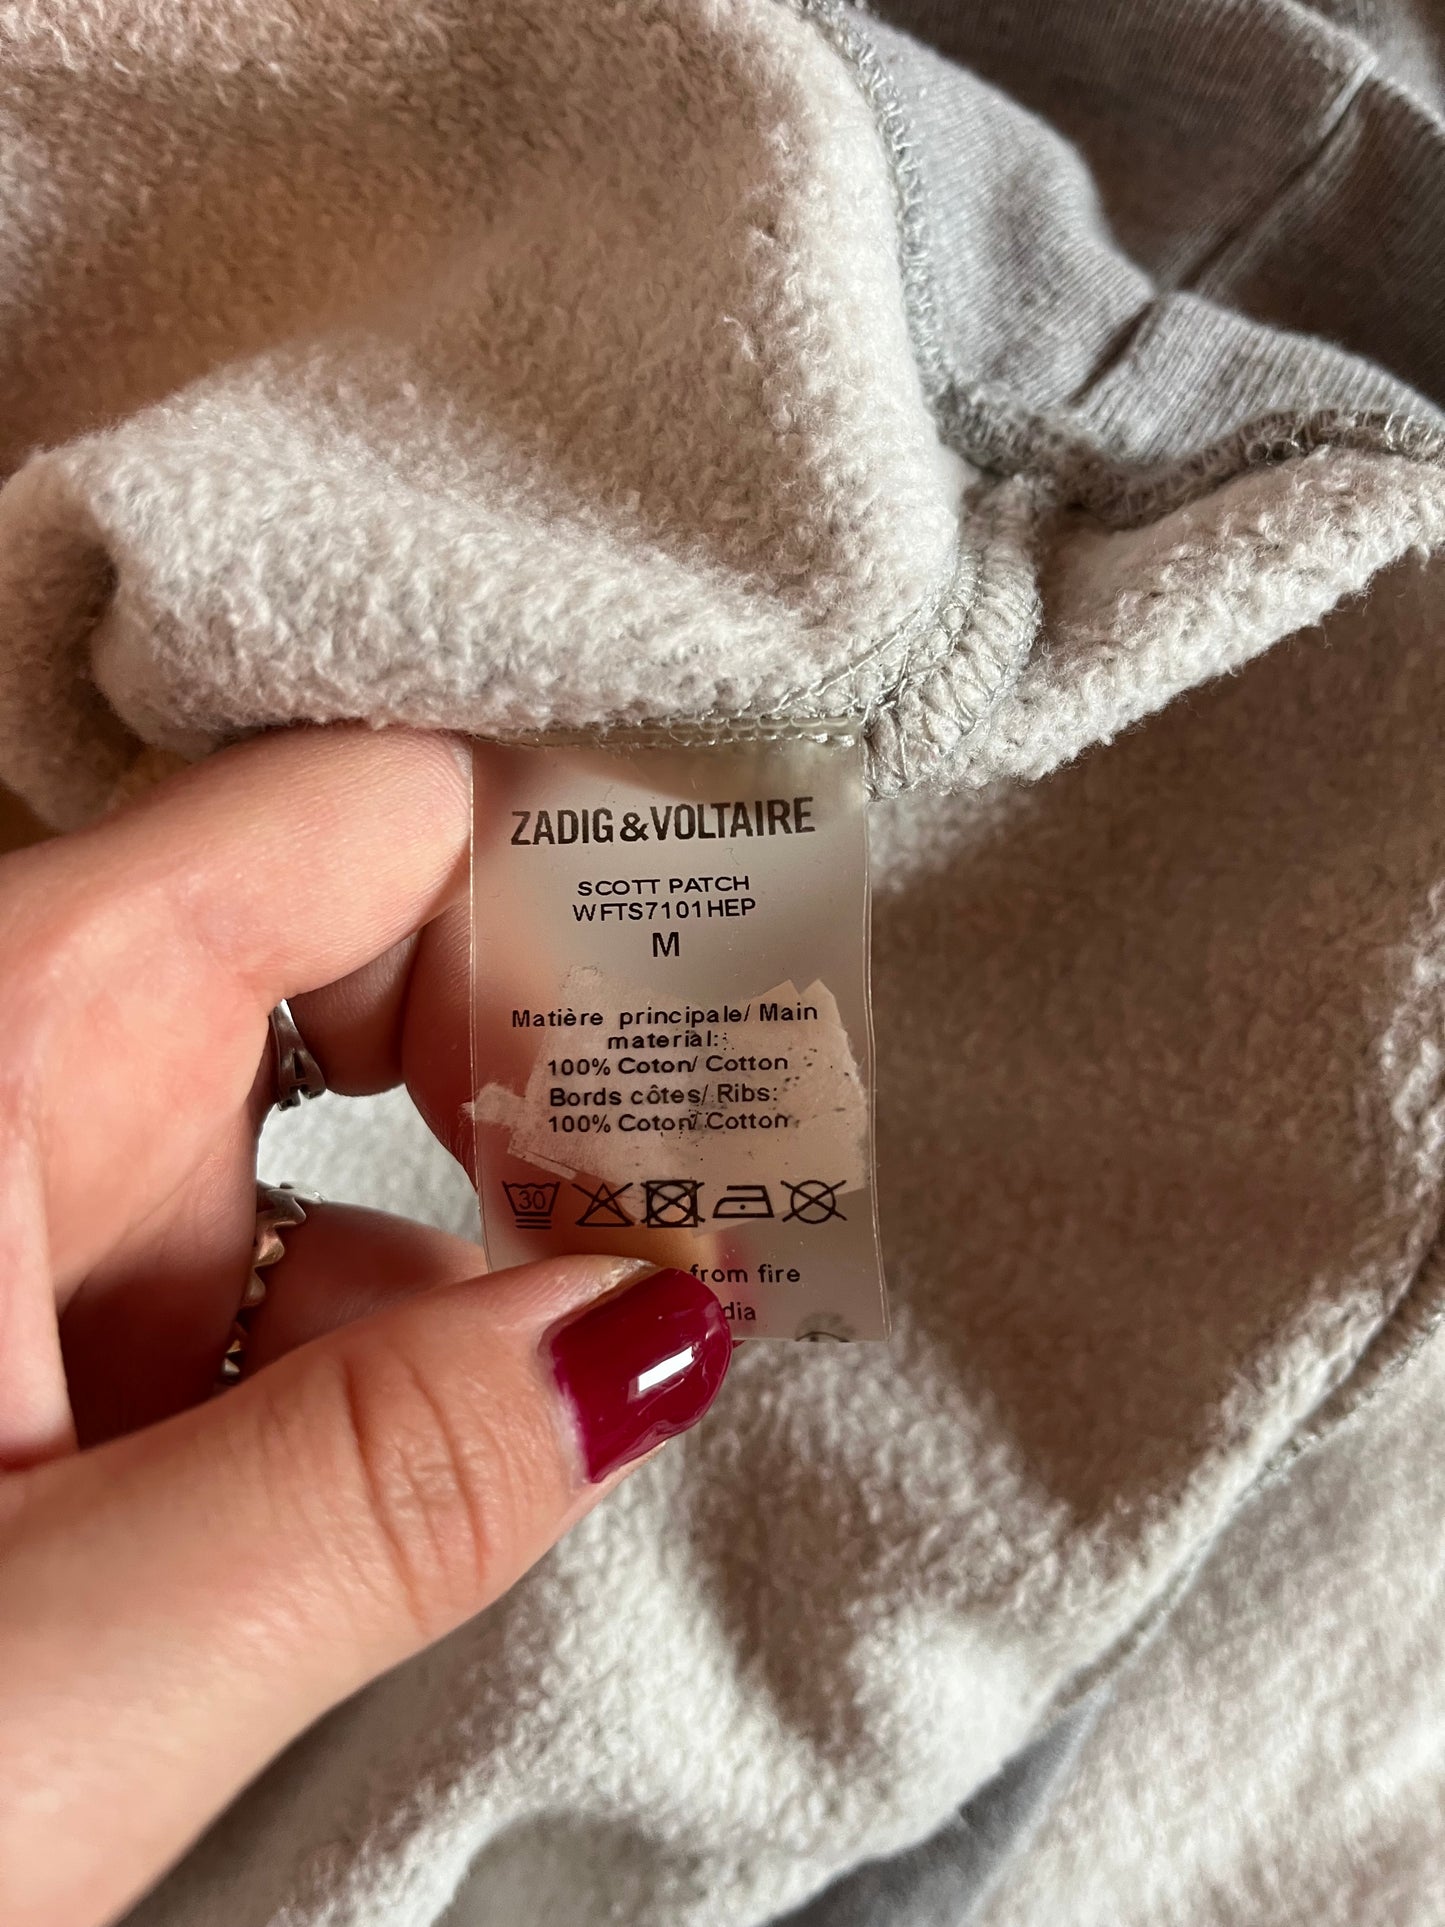 ZADIG&VOLTAIRE
SCOTT PATCH
WFTS7101HEP
M
Matière principale/ Main
material:
100% Coton/ Cotton
Bords côtes/ Ribs:
100% Coton/ Cotton
30
from fire
dia